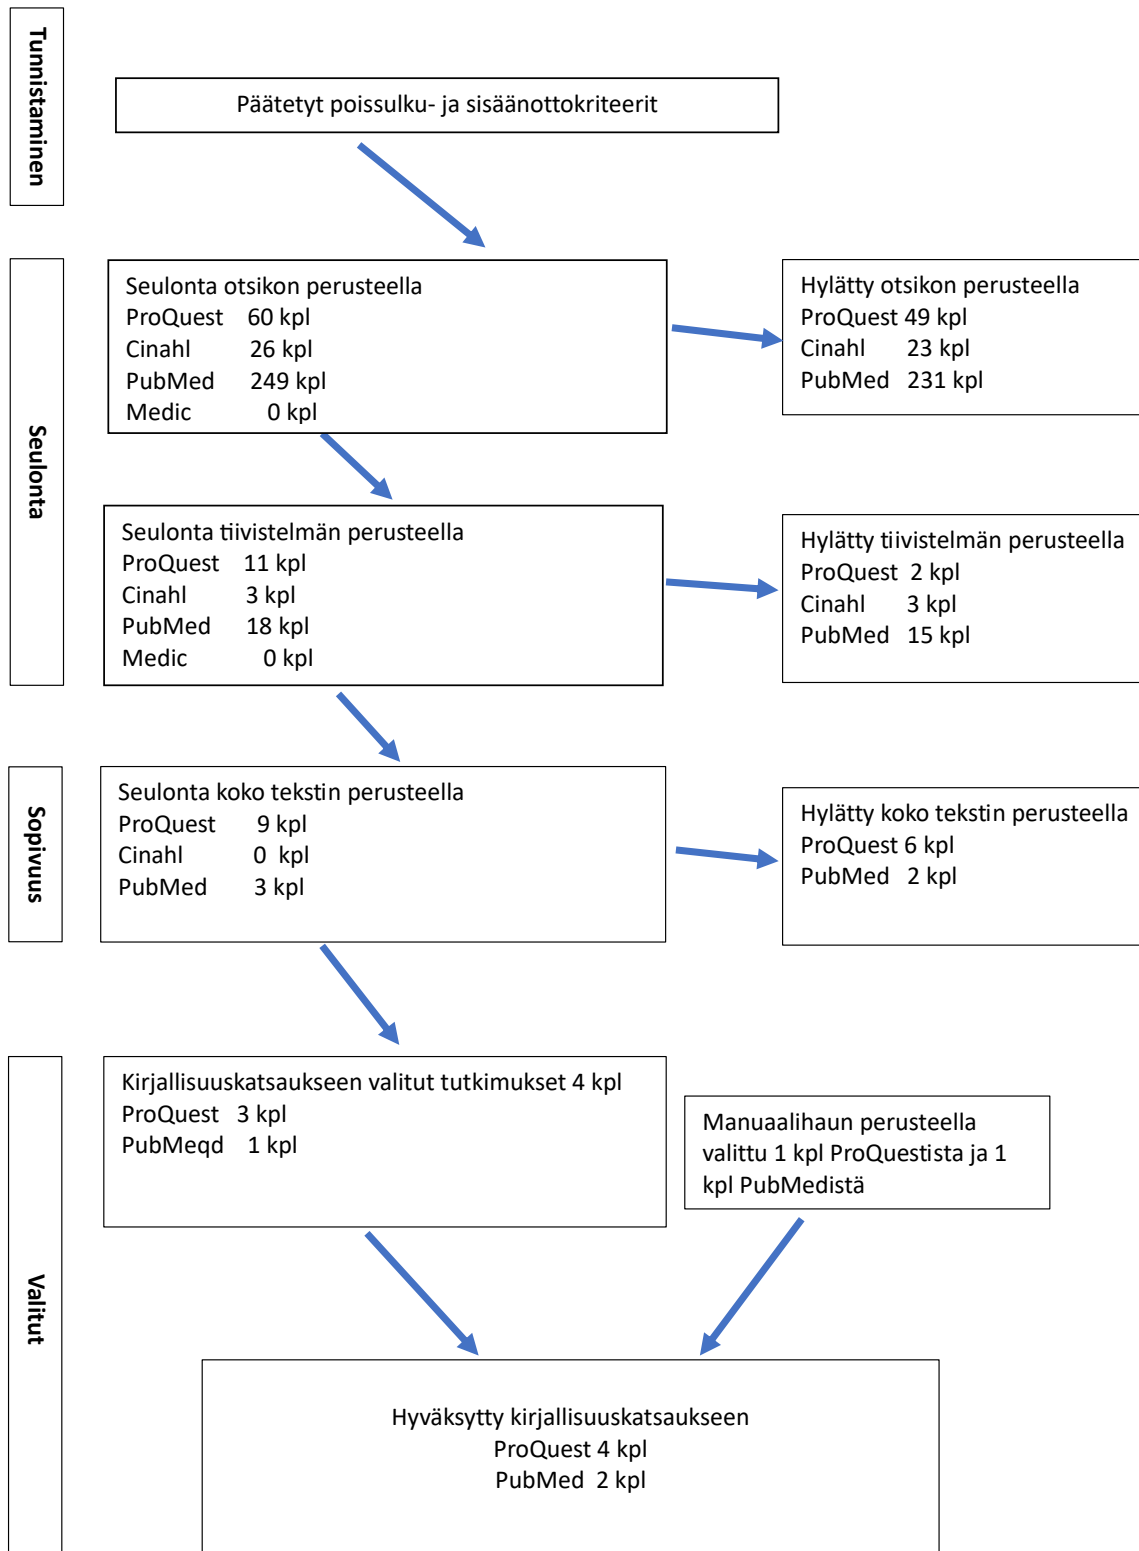 Tunnistaminen
Päätetyt poissulku- ja sisäänottokriteerit
Seulonta
Seulonta otsikon perusteella
ProQuest 60 kpl
Cinahl 26 kpl
PubMed 249 kpl
Medic 0 kpl
Hylätty otsikon perusteella
ProQuest 49 kpl
Cinahl 23 kpl
PubMed 231 kpl
Seulonta tiivistelmän perusteella
ProQuest 11 kpl
Cinahl 3 kpl
PubMed 18 kpl
Medic 0 kpl
Hylätty tiivistelmän perusteella
ProQuest 2 kpl
Cinahl 3 kpl
PubMed 15 kpl
Sopivuus
Seulonta koko tekstin perusteella
ProQuest 9 kpl
Cinahl 0 kpl
PubMed 3 kpl
Hylätty koko tekstin perusteella
ProQuest 6 kpl
PubMed 2 kpl
Valitut
Kirjallisuuskatsaukseen valitut tutkimukset 4 kpl
ProQuest 3 kpl
PubMeqd 1 kpl
Manuaalihaun perusteella
valittu 1 kpl ProQuestista ja 1
kpl PubMedistä
Hyväksytty kirjallisuuskatsaukseen
ProQuest 4 kpl
PubMed 2 kpl